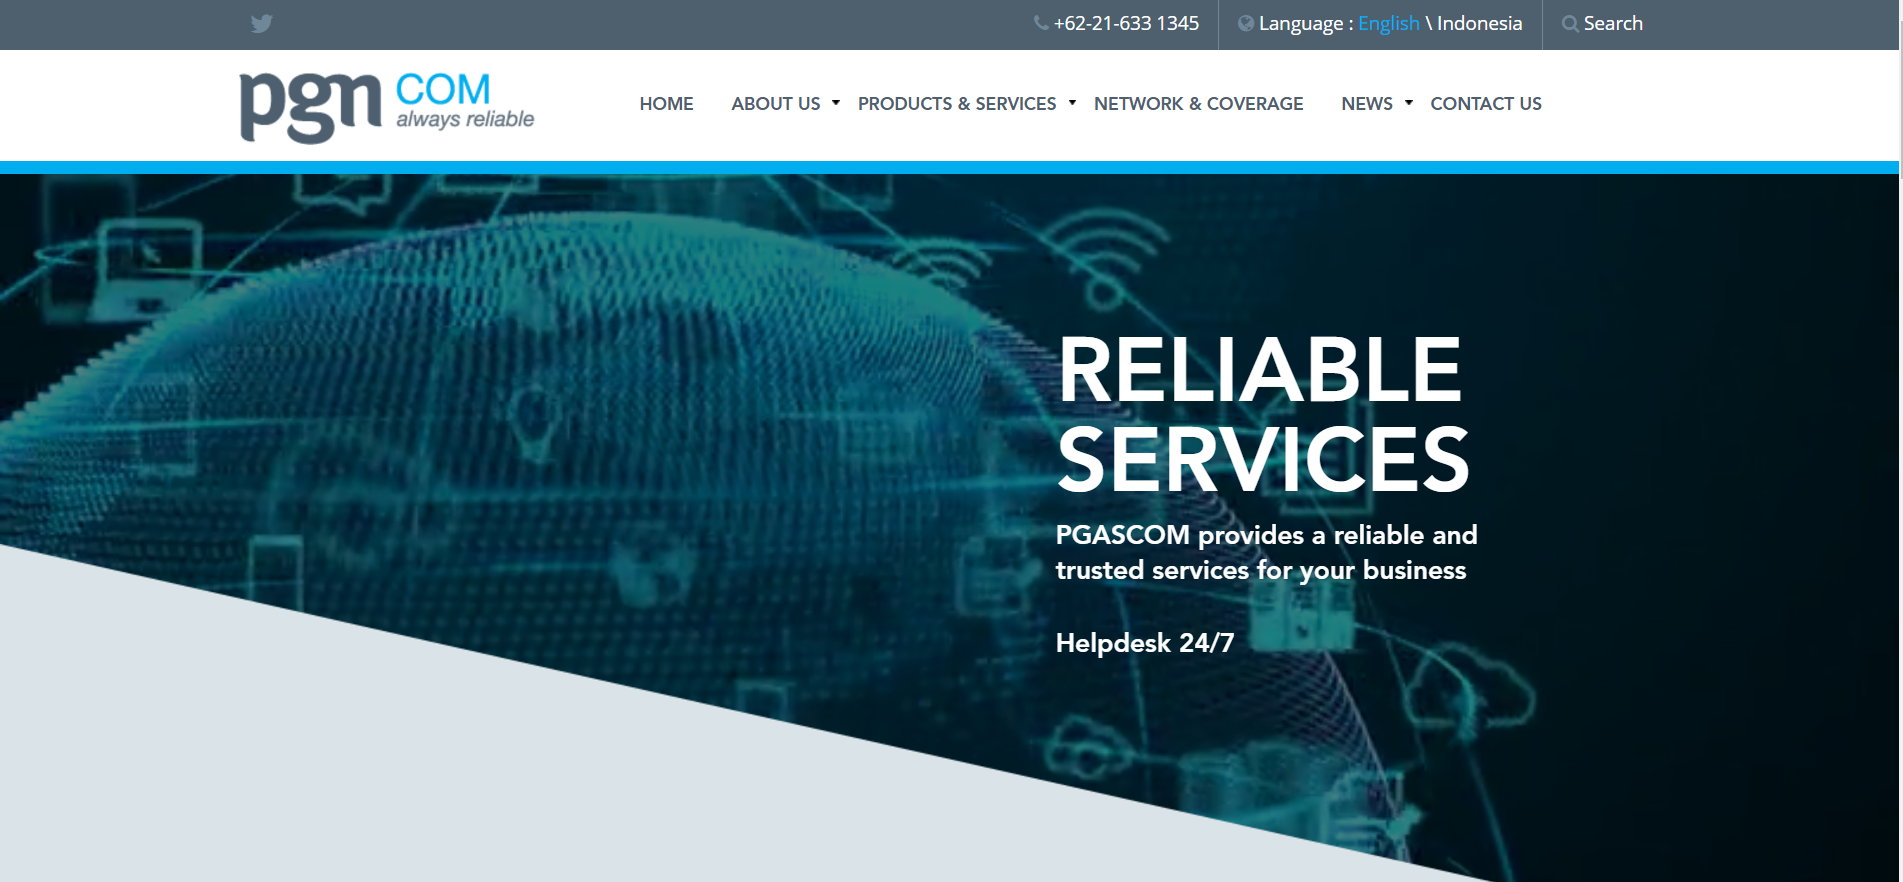 +62-21-633 1345
Language : English \ Indonesia
Search
pgn COM
always reliable
HOME
ABOUT US
PRODUCTS & SERVICES
NETWORK & COVERAGE
NEWS
CONTACT US
RELIABLE
SERVICES
PGASCOM provides a reliable and
trusted services for your business
Helpdesk 24/7